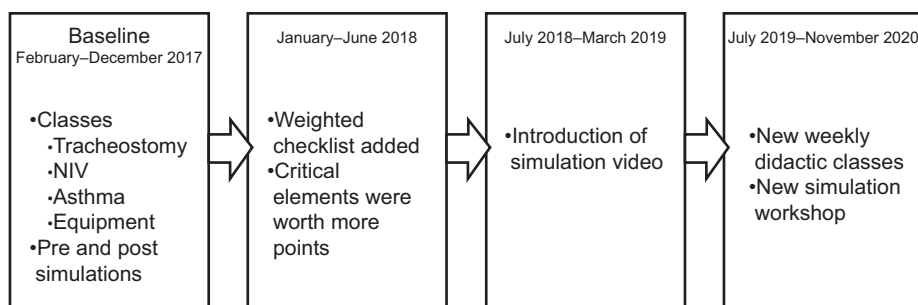 Baseline
February–December 2017
•Classes
•Tracheostomy
•NIV
•Asthma
•Equipment
•Pre and post
simulations
January–June 2018
•Weighted
checklist added
•Critical
elements were
worth more
points
July 2018–March 2019
•Introduction of
simulation video
July 2019–November 2020
•New weekly
didactic classes
•New simulation
workshop